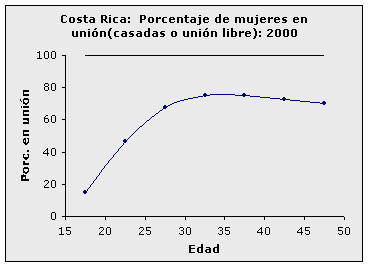 Costa Rica:  Porcentaje de mujeres en
unión(casadas o unión libre): 2000
Porc. en unión
100
80
60
40
20
0
15 20 25 30 35 40 45 50
Edad